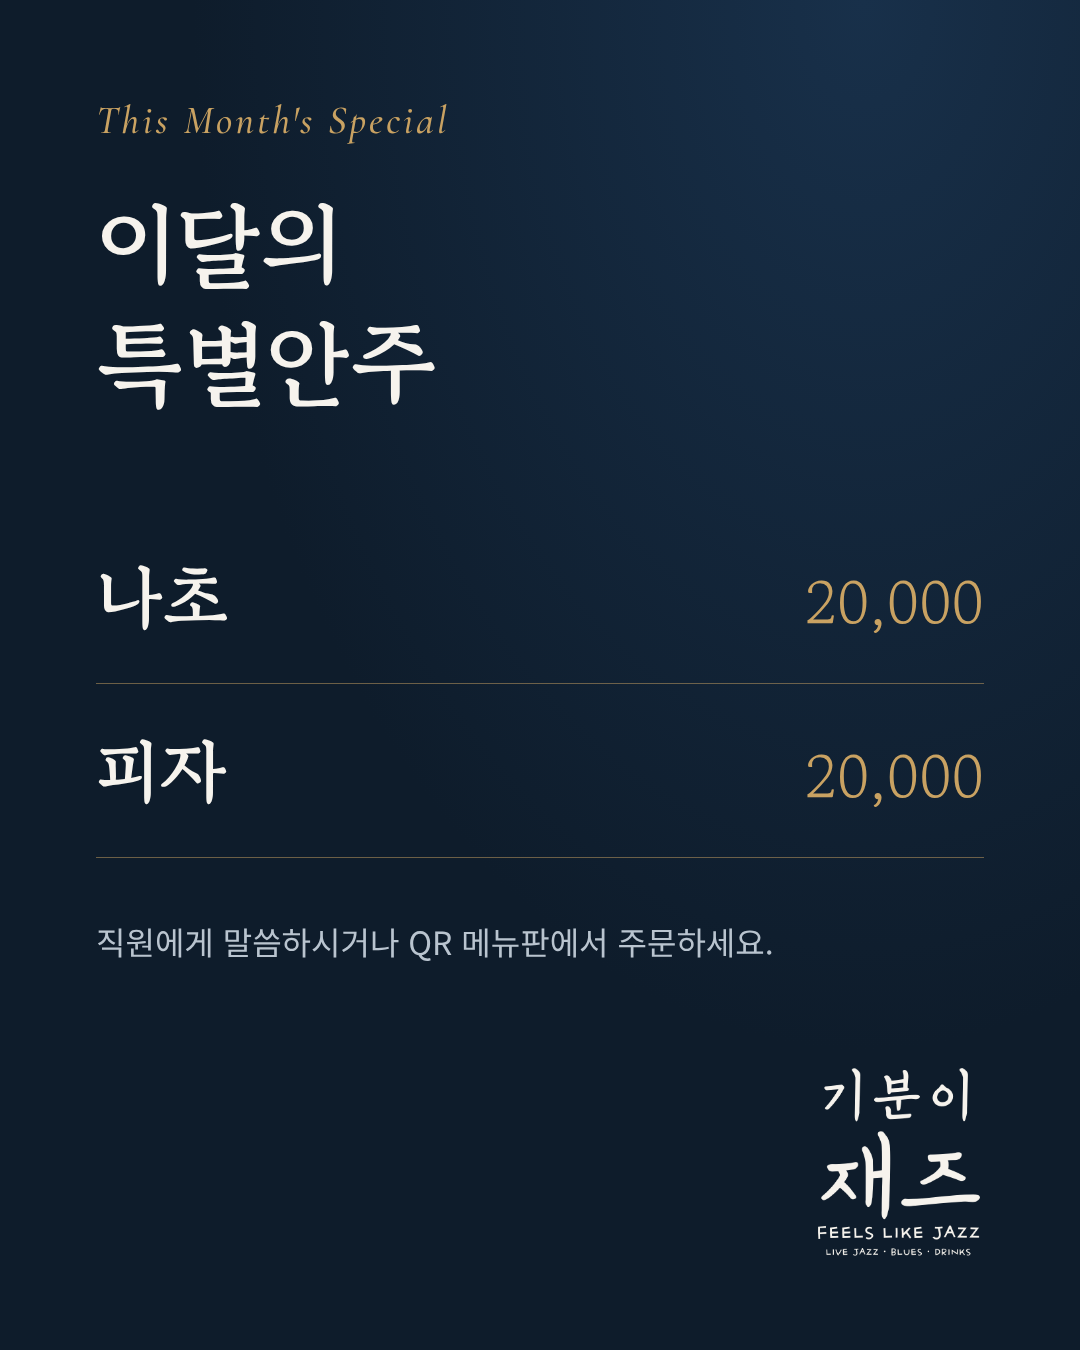 This Month's Special
이달의
특별안주
나초 20,000
피자 20,000
직원에게 말씀하시거나 QR 메뉴판에서 주문하세요.
기분이
재즈
FEELS LIKE JAZZ
LIVE JAZZ · BLUES · DRINKS